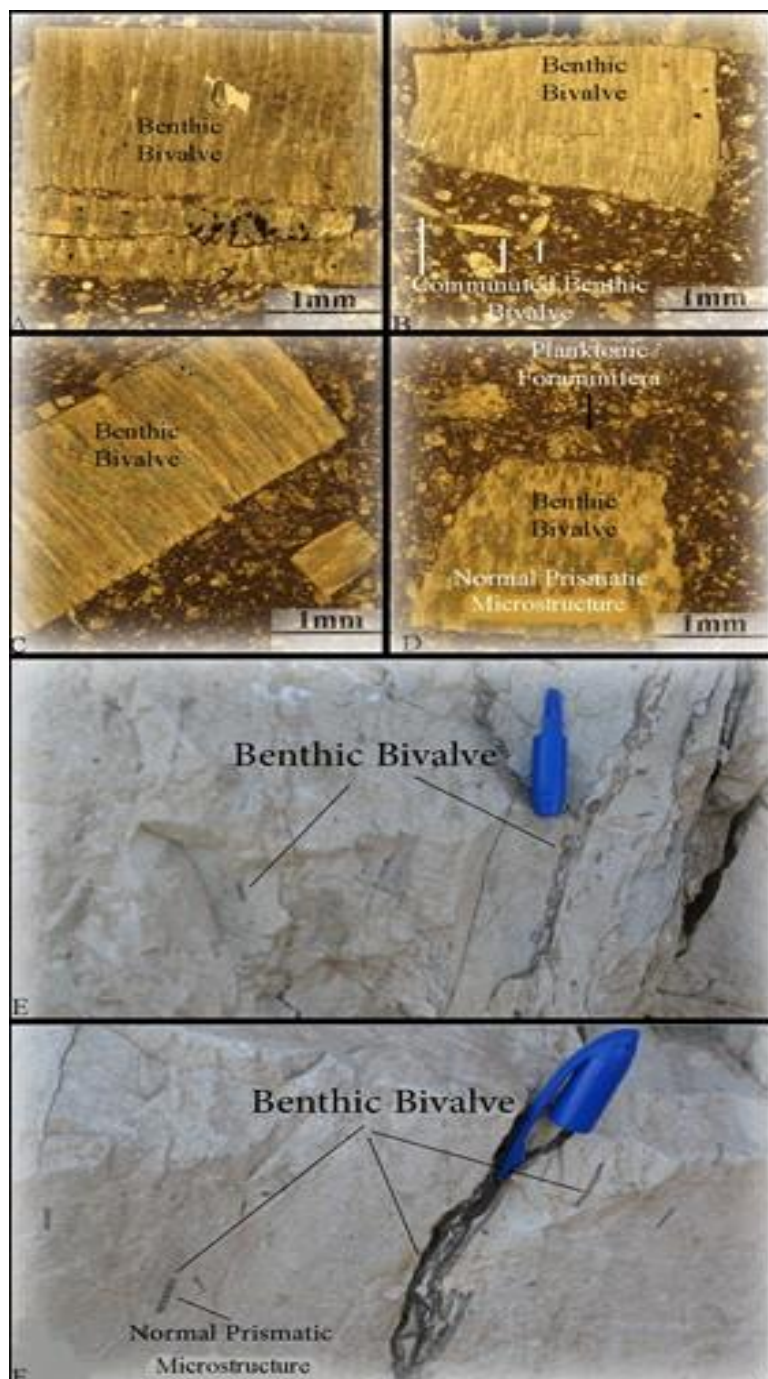 Benthic
Bivalve
1mm
A
Benthic
Bivalve
Comminuted Benthic
Bivalve
1mm
B
Benthic
Bivalve
1mm
C
Planktonic
Foraminifera
Benthic
Bivalve
Normal Prismatic
Microstructure
1mm
D
Benthic Bivalve
E
Benthic Bivalve
Normal Prismatic
Microstructure
F